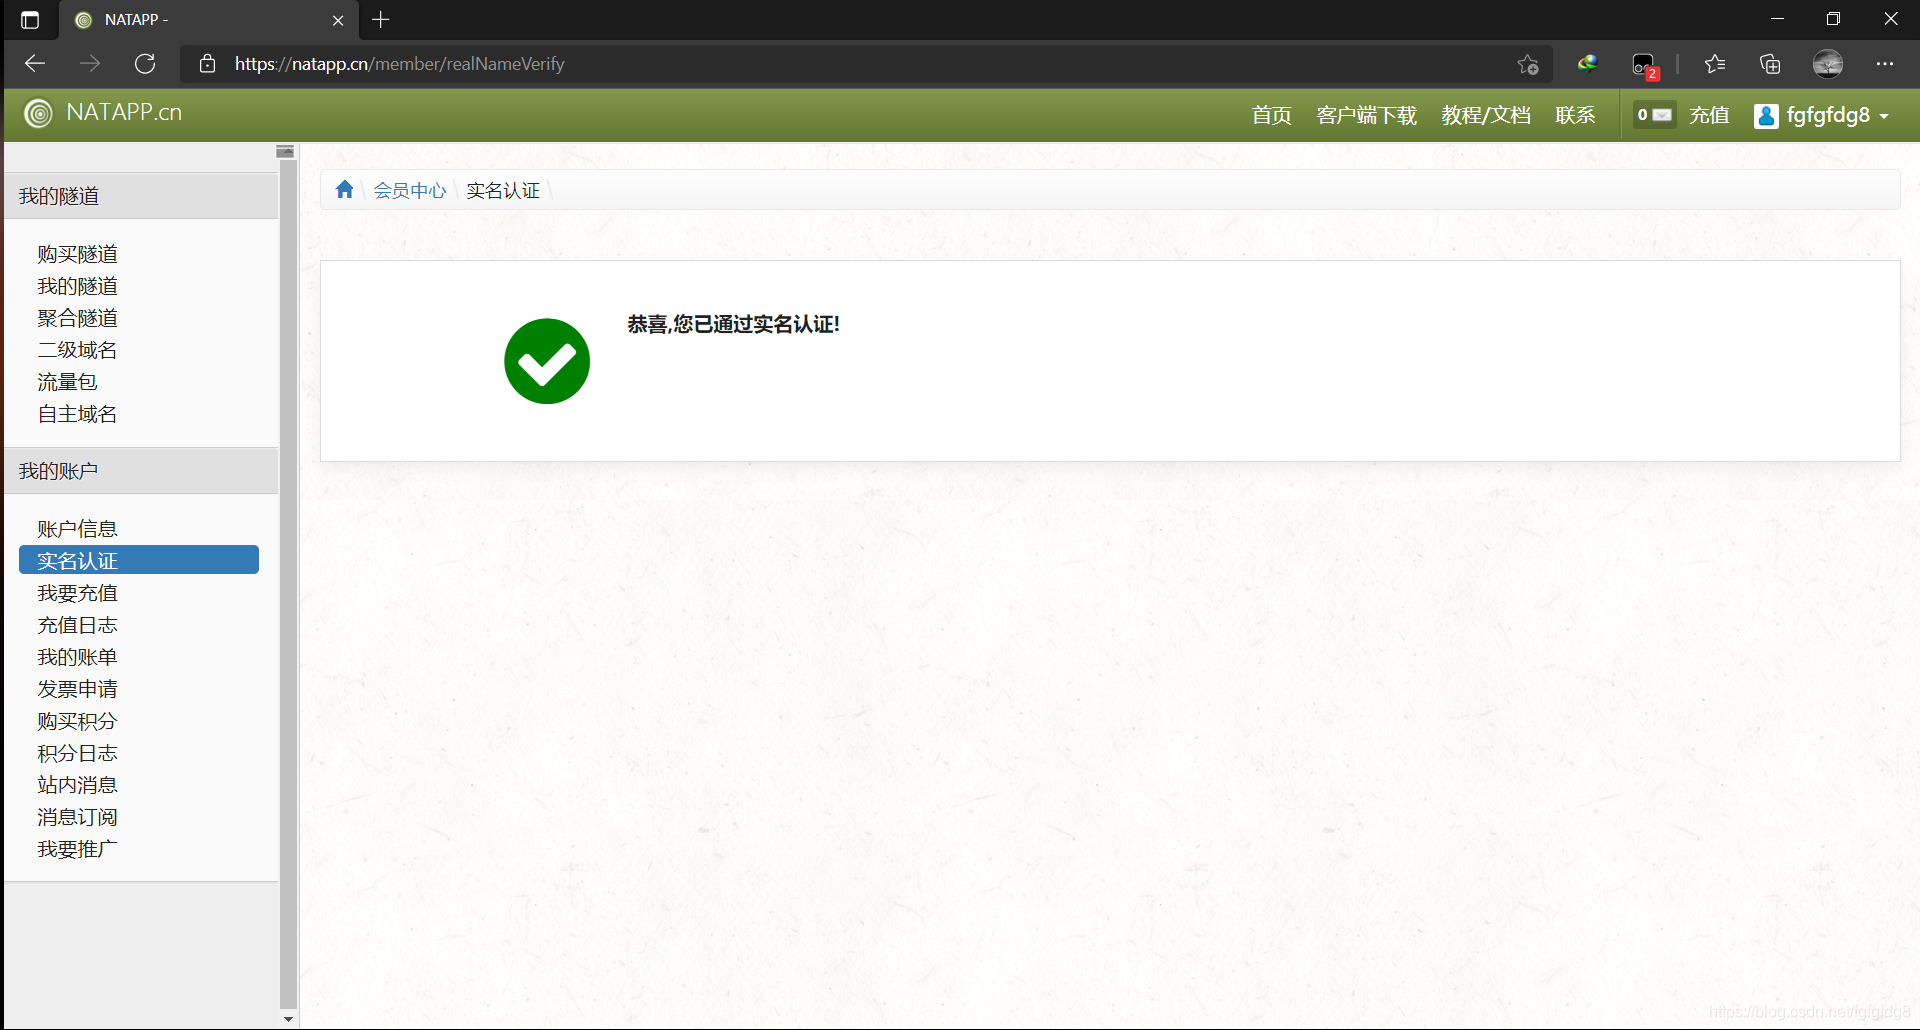 NATAPP -
https://natapp.cn/member/realNameVerify
2
NATAPP.cn
首页 客户端下载 教程/文档 联系 0 充值 fgfgfdg8
会员中心 \ 实名认证 \
我的隧道
购买隧道
我的隧道
聚合隧道
二级域名
流量包
自主域名
我的账户
账户信息
实名认证
我要充值
充值日志
我的账单
发票申请
购买积分
积分日志
站内消息
消息订阅
我要推广
恭喜,您已通过实名认证!
https://blog.csdn.net/fgfgfdg8